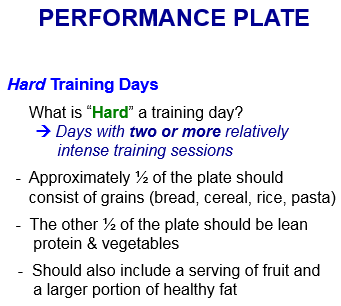 PERFORMANCE PLATE
Hard Training Days
What is “Hard” a training day?
→ Days with two or more relatively
intense training sessions
- Approximately ½ of the plate should
consist of grains (bread, cereal, rice, pasta)
- The other ½ of the plate should be lean
protein & vegetables
- Should also include a serving of fruit and
a larger portion of healthy fat